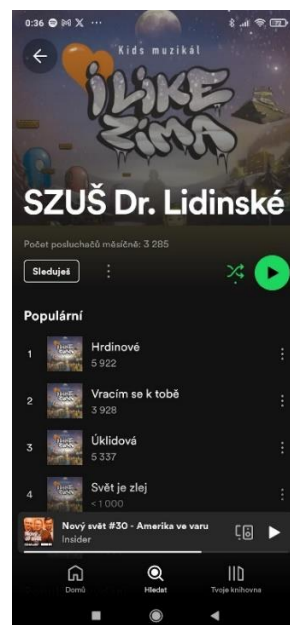 0:36
Kids muzikál
i LiKE
ZiMA
SZUŠ Dr. Lidinské
Počet posluchačů měsíčně: 3 285
Sleduješ
Populární
1
Hrdinové
5 922
2
Vracím se k tobě
3 928
3
Úklidová
5 337
4
Svět je zlej
<1 000
Nový svět #30 - Amerika ve varu
Insider
Domů Hledat Tvoje knihovna